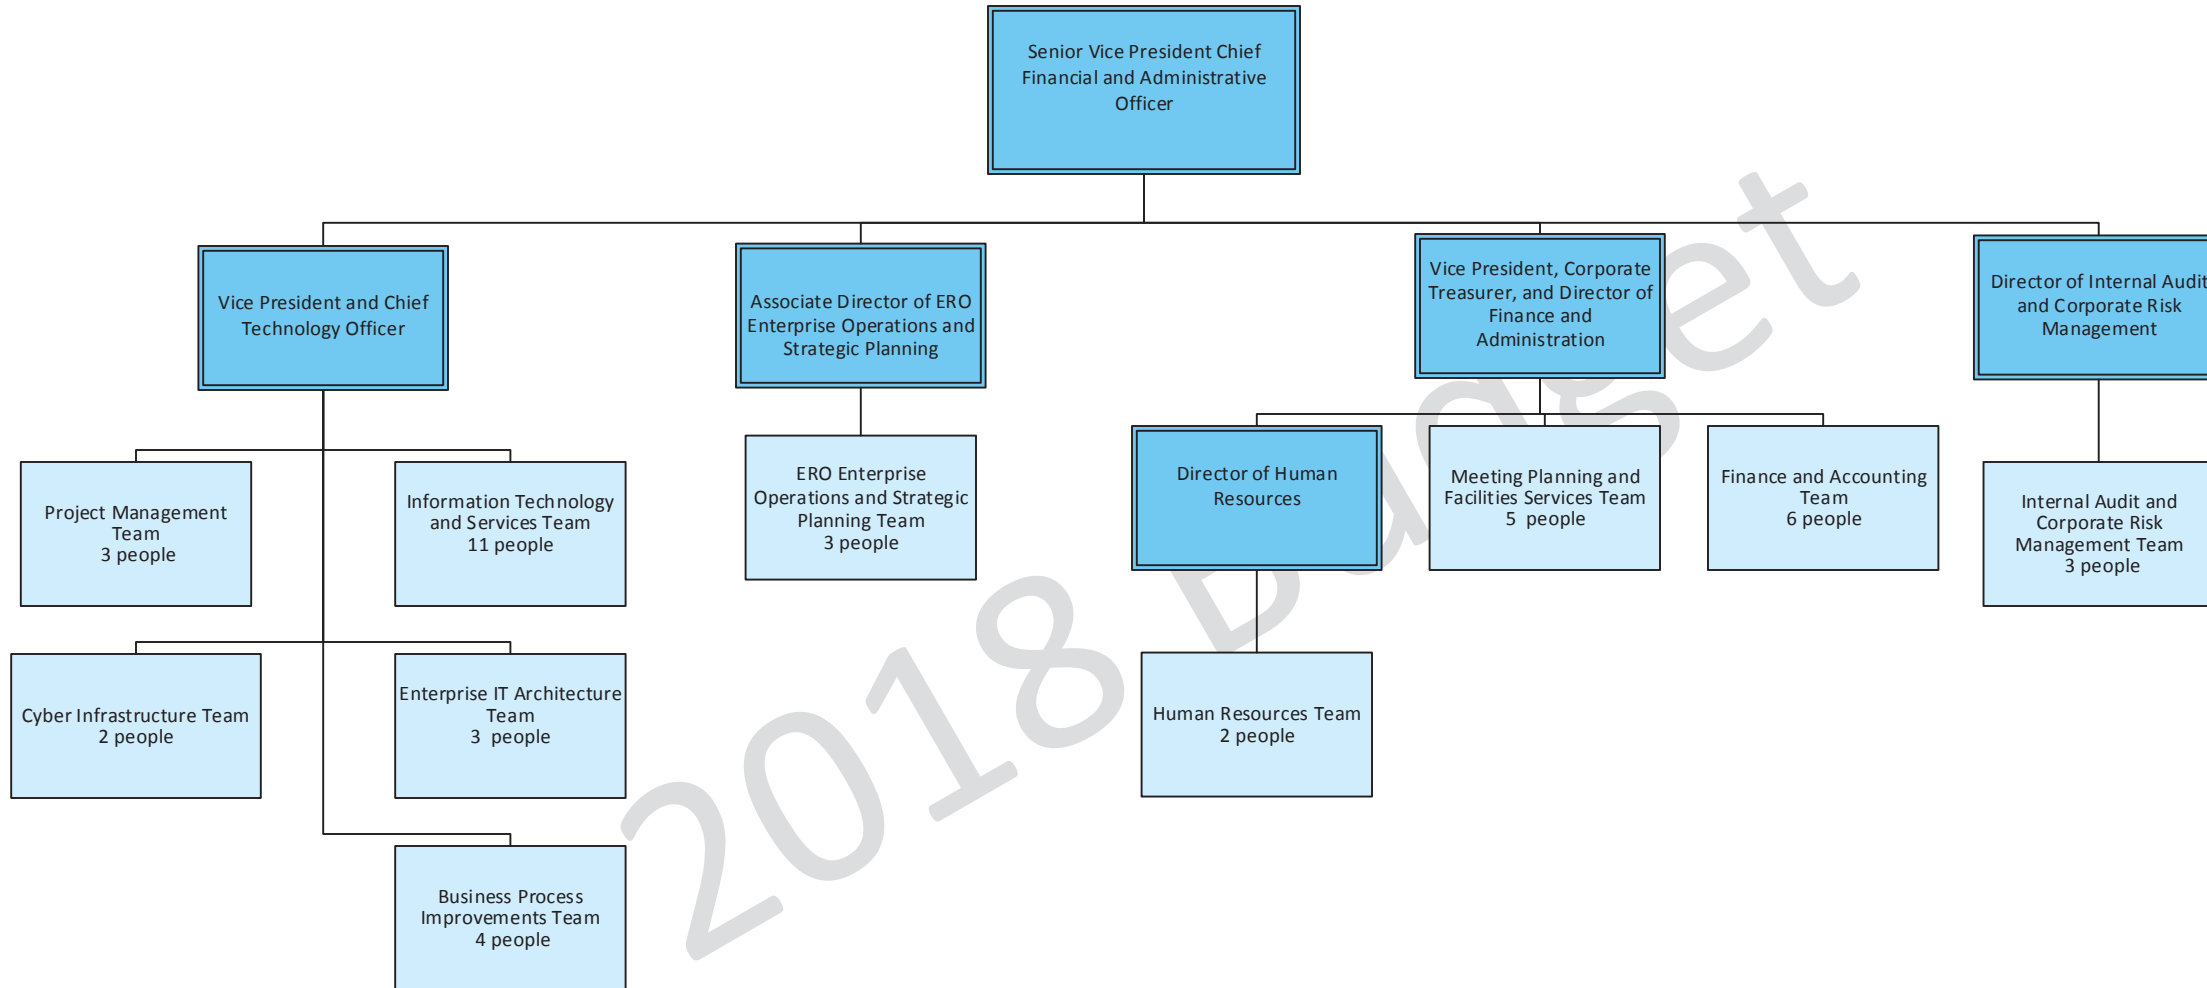 Senior Vice President Chief
Financial and Administrative
Officer
Vice President and Chief
Technology Officer
Associate Director of ERO
Enterprise Operations and
Strategic Planning
Vice President, Corporate
Treasurer, and Director of
Finance and
Administration
Director of Internal Audit
and Corporate Risk
Management
Project Management
Team
3 people
Information Technology
and Services Team
11 people
ERO Enterprise
Operations and Strategic
Planning Team
3 people
Director of Human
Resources
Meeting Planning and
Facilities Services Team
5 people
Finance and Accounting
Team
6 people
Internal Audit and
Corporate Risk
Management Team
3 people
Cyber Infrastructure Team
2 people
Enterprise IT Architecture
Team
3 people
Human Resources Team
2 people
Business Process
Improvements Team
4 people
2018 Budget